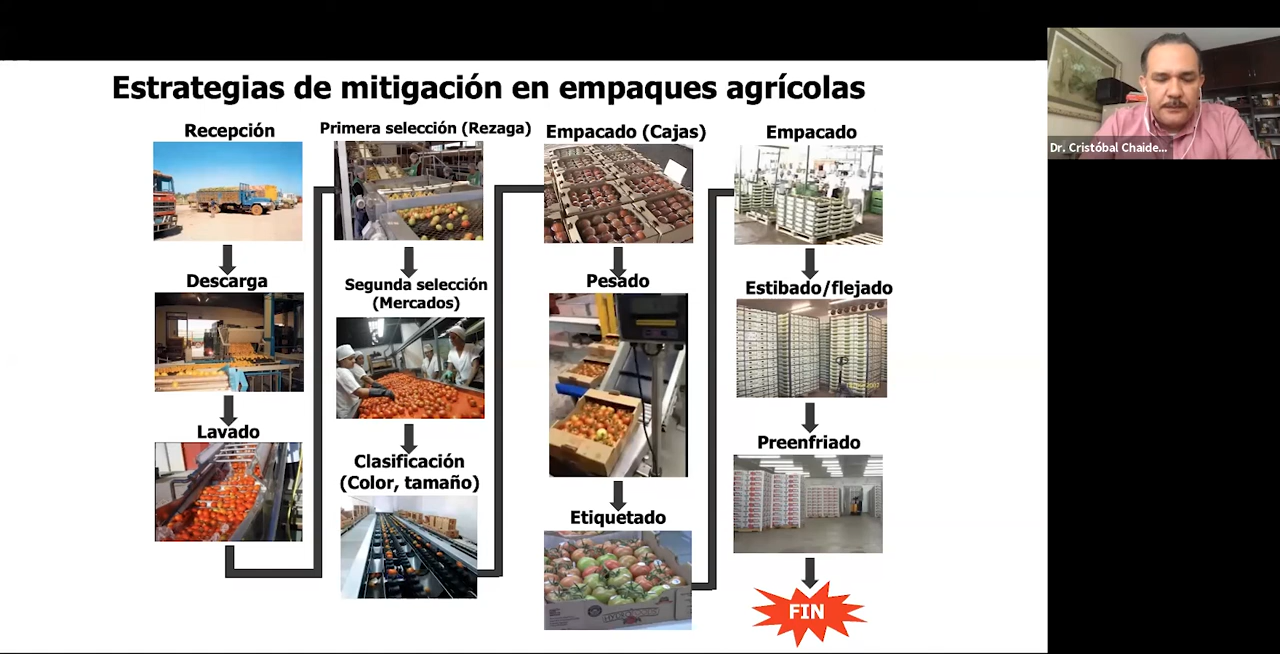 Estrategias de mitigación en empaques agrícolas
Recepción
Descarga
Lavado
Primera selección (Rezaga)
Segunda selección
(Mercados)
Clasificación
(Color, tamaño)
Empacado (Cajas)
Pesado
Etiquetado
Empacado
Estibado/flejado
Preenfriado
FIN
Dr. Cristóbal Chaide...